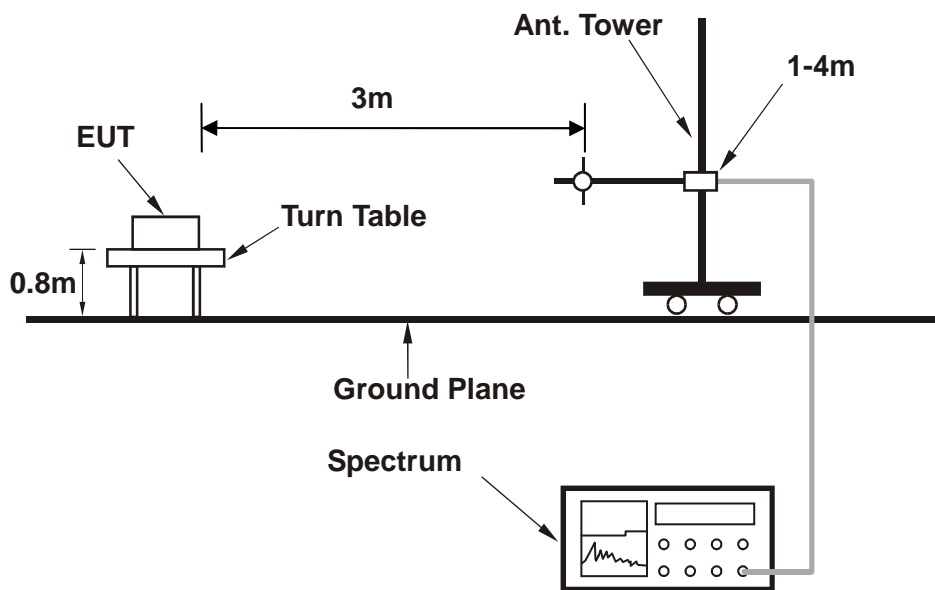 Ant. Tower
1-4m
3m
EUT
Turn Table
0.8m
Ground Plane
Spectrum